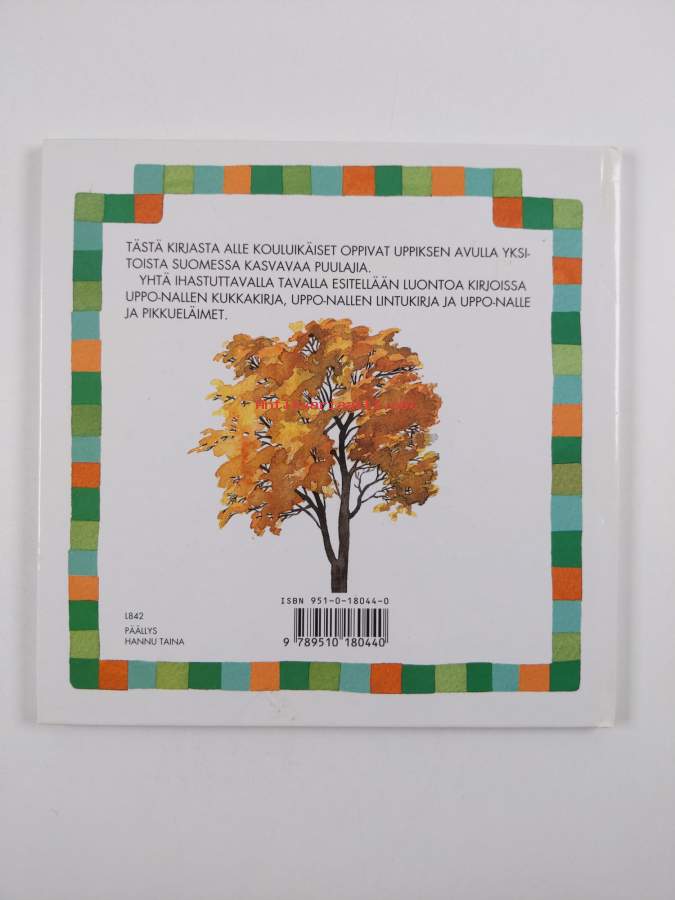 TÄSTÄ KIRJASTA ALLE KOULUIKÄISET OPPIVAT UPPIKSEN AVULLA YKSI-
TOISTA SUOMESSA KASVAVAA PUULAJIA.
YHTÄ IHASTUTTAVALLA TAVALLA ESITELLÄÄN LUONTOA KIRJOISSA
UPPO-NALLEN KUKKAKIRJA, UPPO-NALLEN LINTUKIRJA JA UPPO-NALLE
JA PIKKUELÄIMET.
ISBN 951-0-18044-0
L842
PÄÄLLYS
HANNU TAINA
9 789510 180440